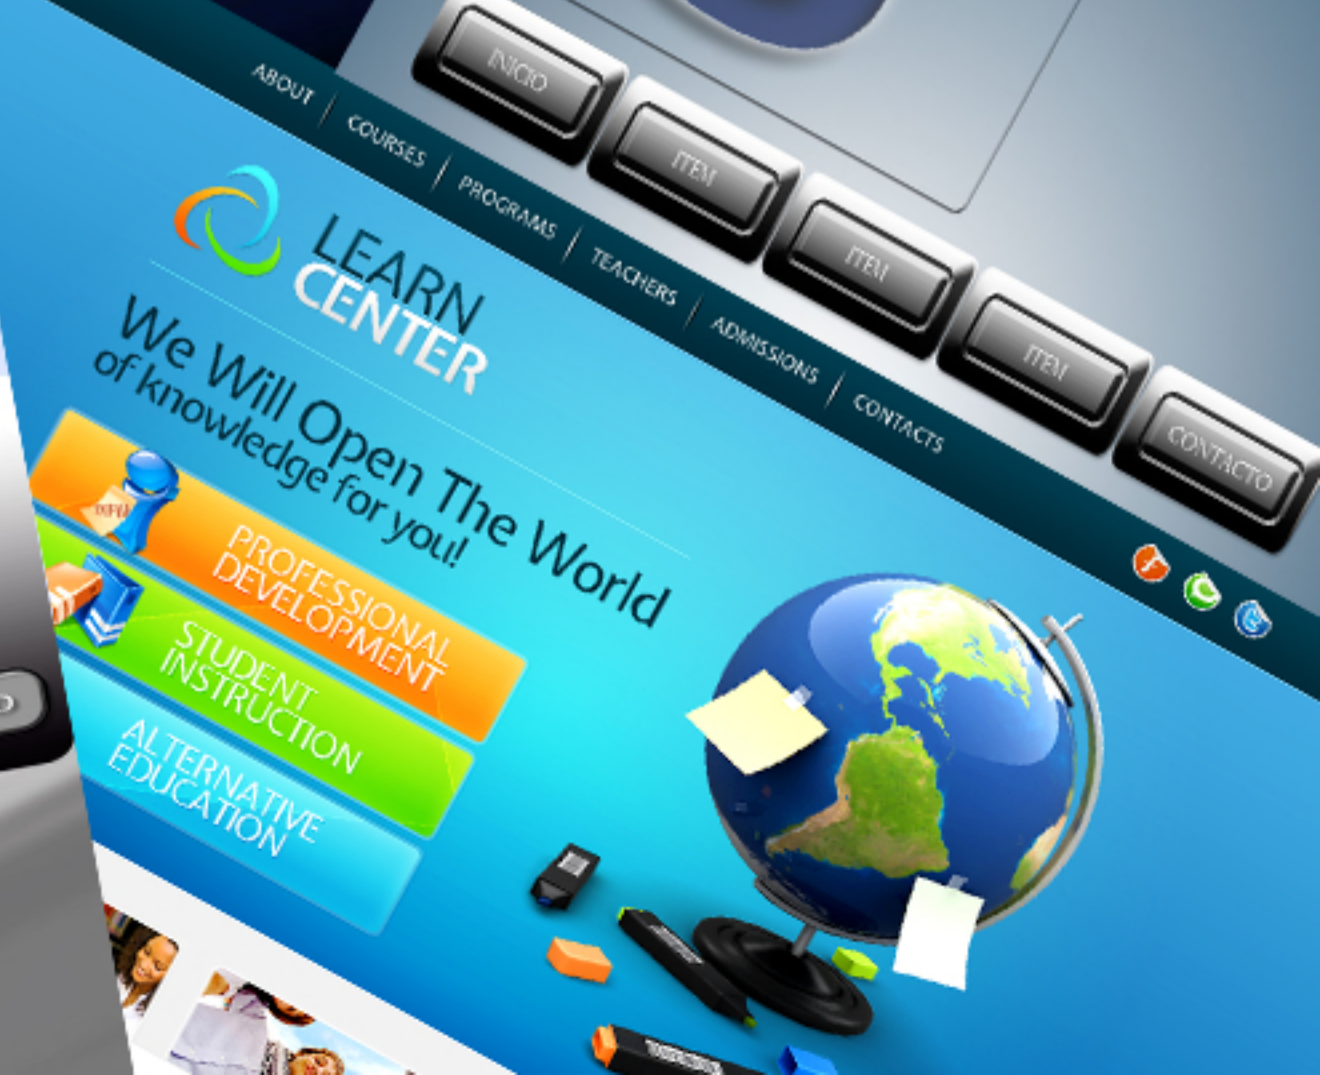 INICIO
ITEM
ITEM
ITEM
CONTACTO
ABOUT
COURSES
PROGRAMS
TEACHERS
ADMISSIONS
CONTACTS
LEARN
CENTER
We Will Open The World
of knowledge for you!
INFO
PROFESSIONAL
DEVELOPMENT
STUDENT
INSTRUCTION
ALTERNATIVE
EDUCATION